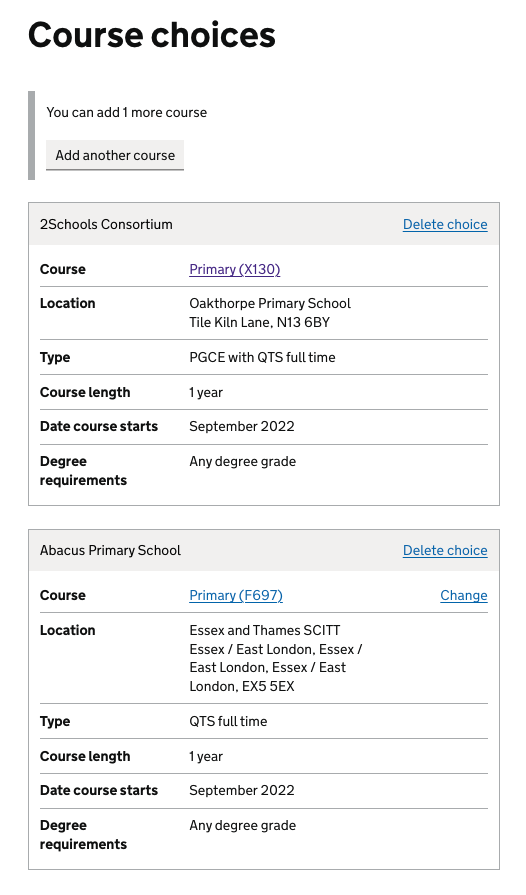 Course choices
You can add 1 more course
Add another course
2Schools Consortium Delete choice
Course Primary (X130)
Location Oakthorpe Primary School
Tile Kiln Lane, N13 6BY
Type PGCE with QTS full time
Course length 1 year
Date course starts September 2022
Degree Any degree grade
requirements
Abacus Primary School Delete choice
Course Primary (F697) Change
Location Essex and Thames SCITT
Essex / East London, Essex /
East London, Essex / East
London, EX5 5EX
Type QTS full time
Course length 1 year
Date course starts September 2022
Degree Any degree grade
requirements